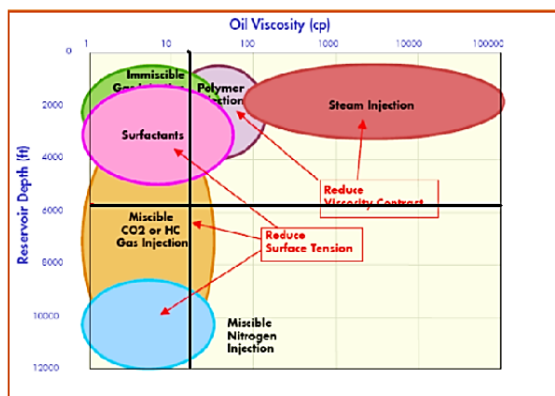 Oil Viscosity (cp)
1 10 100 1000 10000 100000
Reservoir Depth (ft)
0
2000
4000
6000
8000
10000
12000
Immiscible
Gas
Polymer
Steam Injection
Surfactants
Reduce
Viscosity Contrast
Miscible
CO2 or HC
Gas Injection
Reduce
Surface Tension
Miscible
Nitrogen
Injection